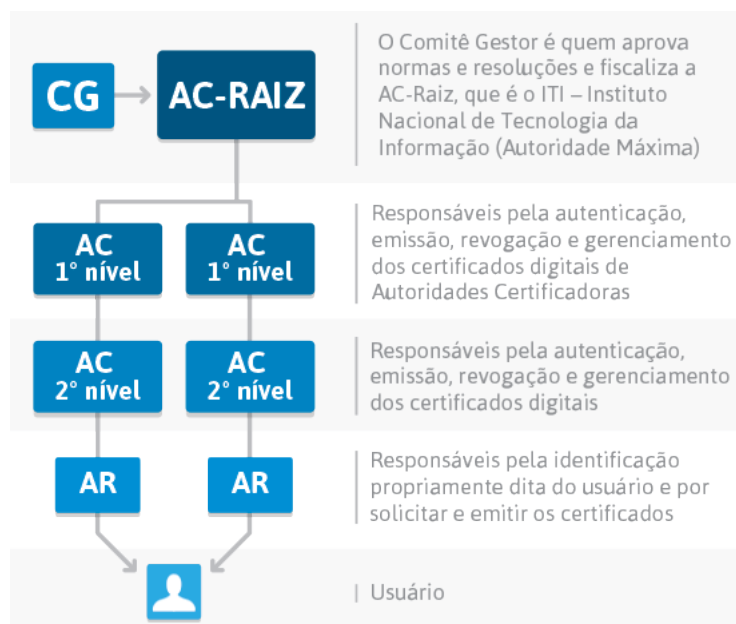 CG
AC-RAIZ
O Comitê Gestor é quem aprova
normas e resoluções e fiscaliza a
AC-Raiz, que é o ITI – Instituto
Nacional de Tecnologia da
Informação (Autoridade Máxima)
AC
1° nível
AC
1° nível
Responsáveis pela autenticação,
emissão, revogação e gerenciamento
dos certificados digitais de
Autoridades Certificadoras
AC
2° nível
AC
2° nível
Responsáveis pela autenticação,
emissão, revogação e gerenciamento
dos certificados digitais
AR
AR
Responsáveis pela identificação
propriamente dita do usuário e por
solicitar e emitir os certificados
Usuário